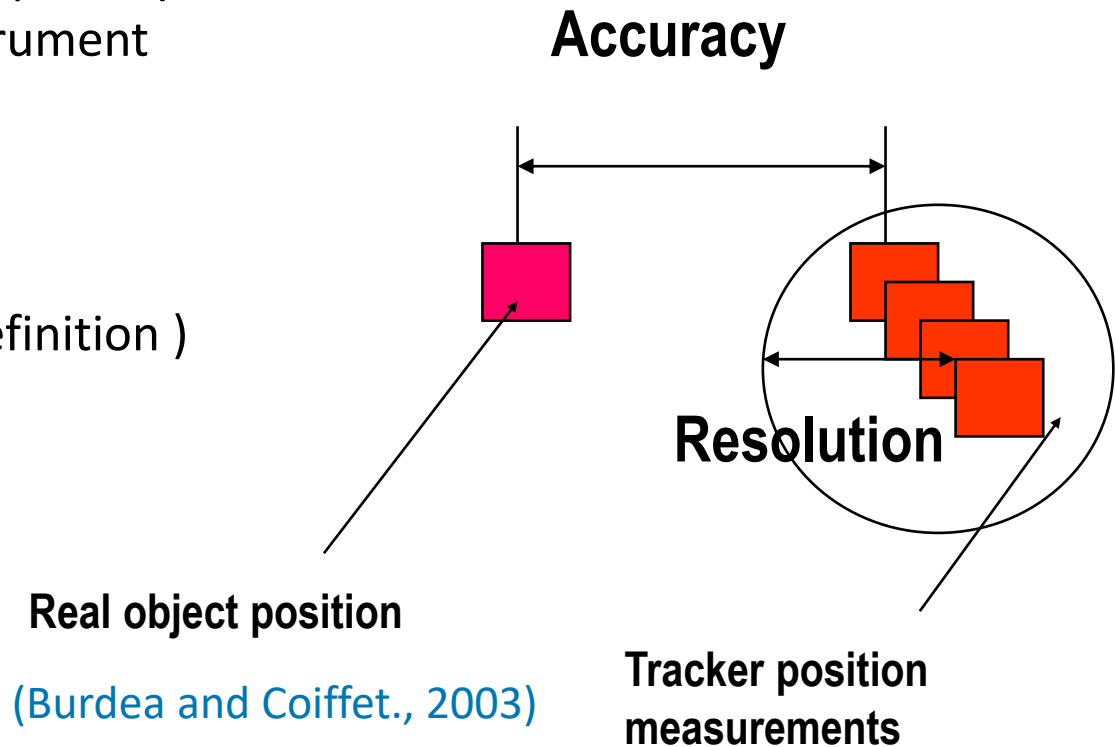 rument
Accuracy
efinition )
Resolution
Real object position
(Burdea and Coiffet., 2003)
Tracker position
measurements